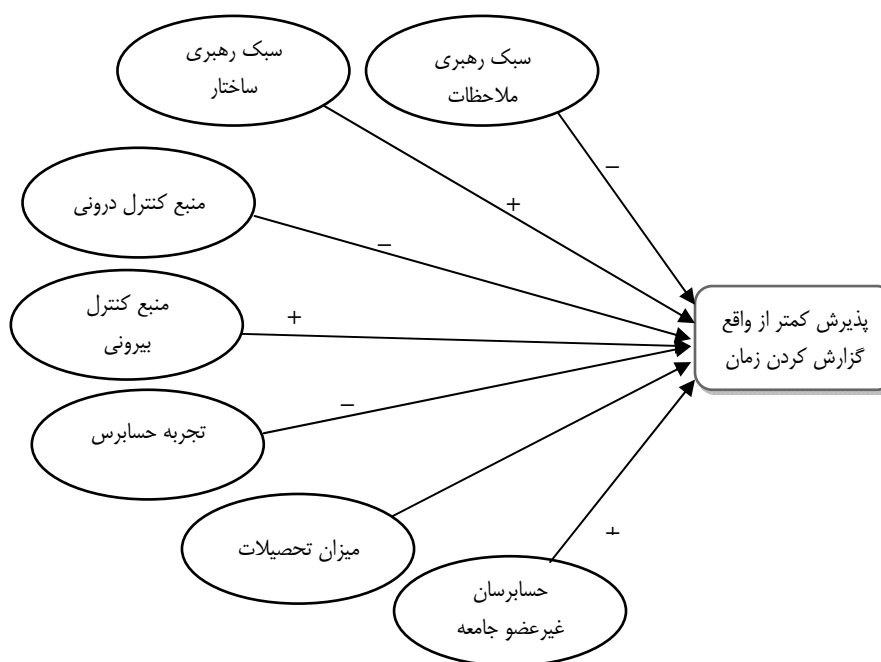 سبک رهبری
ملاحظات
سبک رهبری
ساختار
–
+
منبع کنترل درونی
–
منبع کنترل
بیرونی
+
پذیرش کمتر از واقع
گزارش کردن زمان
تجربه حسابرس
–
میزان تحصیلات
+
حسابرسان
غیرعضو جامعه